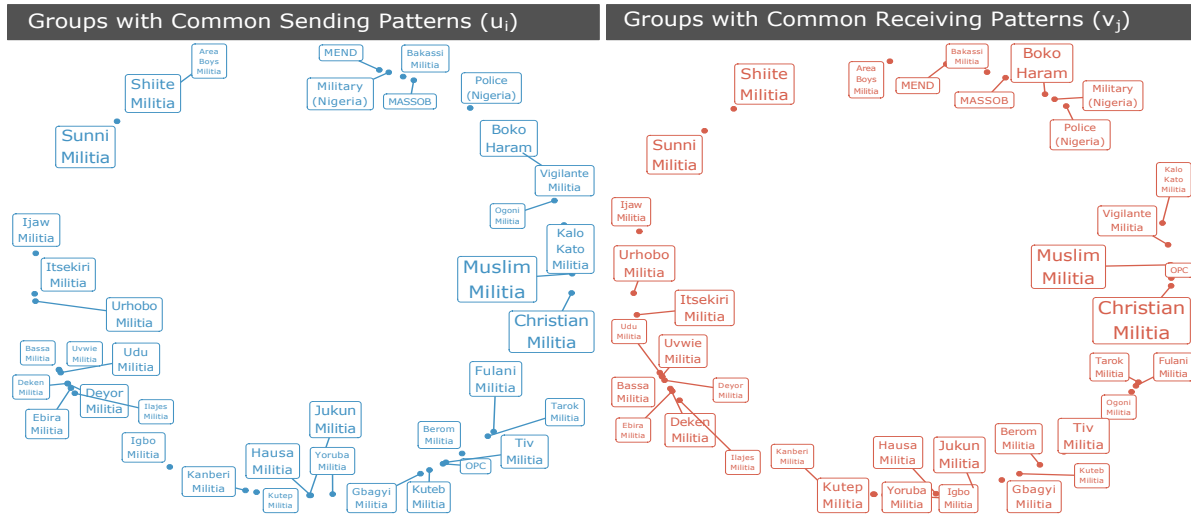 Groups with Common Sending Patterns (ui)
Area
Boys
Militia
Shiite
Militia
Sunni
Militia
MEND
Military
(Nigeria)
Bakassi
Militia
MASSOB
Police
(Nigeria)
Boko
Haram
Vigilante
Militia
Ogoni
Militia
Kalo
Kato
Militia
Muslim
Militia
Christian
Militia
Ijaw
Militia
Itsekiri
Militia
Urhobo
Militia
Bassa
Militia
Uvwie
Militia
Udu
Militia
Deken
Militia
Deyor
Militia
Ebira
Militia
Ilajes
Militia
Igbo
Militia
Kanberi
Militia
Kutep
Militia
Hausa
Militia
Jukun
Militia
Yoruba
Militia
Fulani
Militia
Tarok
Militia
Berom
Militia
Tiv
Militia
OPC
Gbagyi
Militia
Kuteb
Militia
Groups with Common Receiving Patterns (vj)
Shiite
Militia
Sunni
Militia
Area
Boys
Militia
MEND
Bakassi
Militia
MASSOB
Boko
Haram
Military
(Nigeria)
Police
(Nigeria)
Kalo
Kato
Militia
Vigilante
Militia
Muslim
Militia
OPC
Christian
Militia
Ijaw
Militia
Urhobo
Militia
Itsekiri
Militia
Udu
Militia
Uvwie
Militia
Bassa
Militia
Deyor
Militia
Ebira
Militia
Deken
Militia
Ilajes
Militia
Kanberi
Militia
Kutep
Militia
Hausa
Militia
Yoruba
Militia
Jukun
Militia
Igbo
Militia
Tarok
Militia
Fulani
Militia
Ogoni
Militia
Tiv
Militia
Berom
Militia
Kuteb
Militia
Gbagyi
Militia